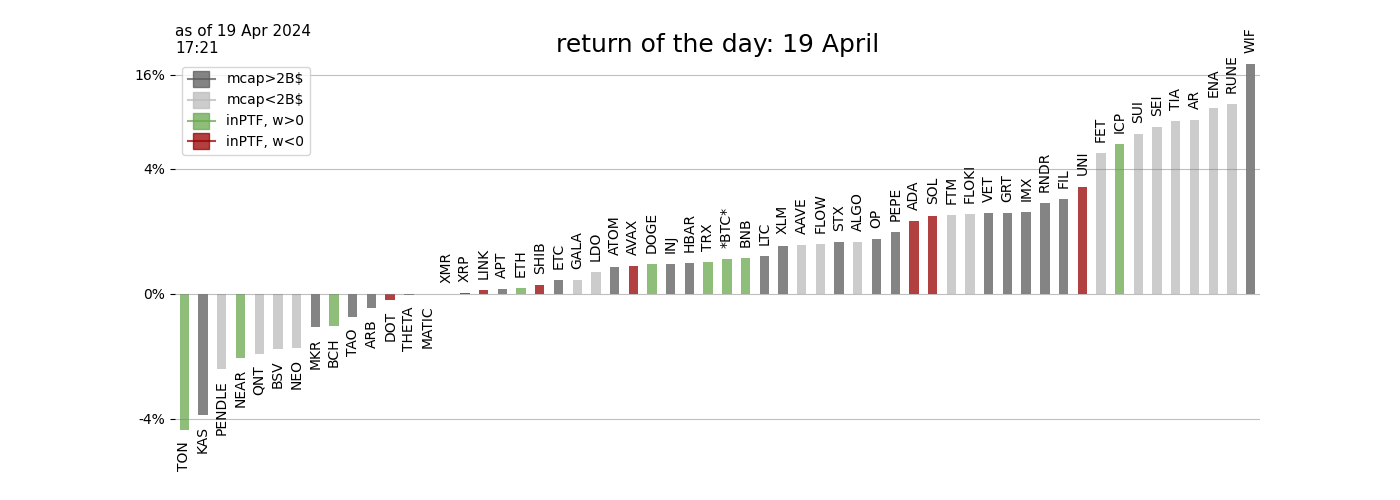 as of 19 Apr 2024
17:21
return of the day: 19 April
16%
4%
0%
-4%
mcap>2B$
mcap<2B$
inPTF, w>0
inPTF, w<0
TON
KAS
PENDLE
NEAR
QNT
BSV
NEO
MKR
BCH
TAO
ARB
DOT
THETA
MATIC
XMR
XRP
LINK
APT
ETH
SHIB
ETC
GALA
LDO
ATOM
AVAX
DOGE
INJ
HBAR
TRX
*BTC*
BNB
LTC
XLM
AAVE
FLOW
STX
ALGO
OP
PEPE
ADA
SOL
FTM
FLOKI
VET
GRT
IMX
RNDR
FIL
UNI
FET
ICP
SUI
SEI
TIA
AR
ENA
RUNE
WIF